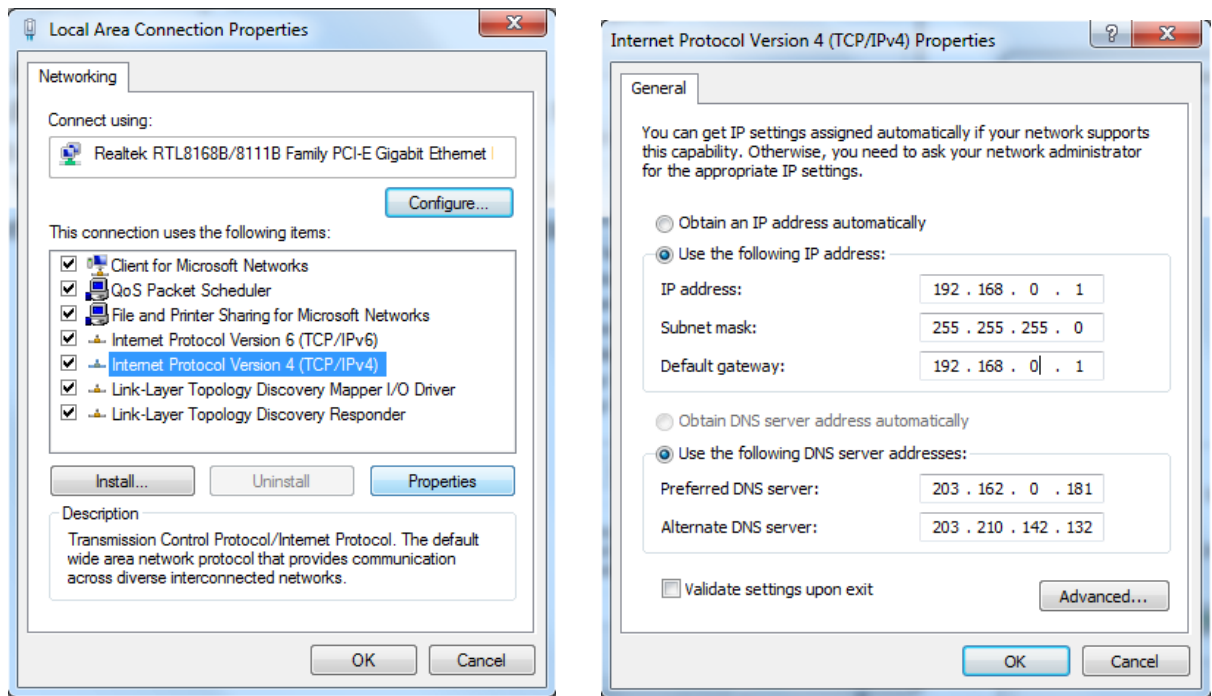 Local Area Connection Properties
Networking
Connect using:
Realtek RTL8168B/8111B Family PCI-E Gigabit Ethernet
Configure...
This connection uses the following items:
Client for Microsoft Networks
QoS Packet Scheduler
File and Printer Sharing for Microsoft Networks
Internet Protocol Version 6 (TCP/IPv6)
Internet Protocol Version 4 (TCP/IPv4)
Link-Layer Topology Discovery Mapper I/O Driver
Link-Layer Topology Discovery Responder
Install...
Uninstall
Properties
Description
Transmission Control Protocol/Internet Protocol. The default
wide area network protocol that provides communication
across diverse interconnected networks.
OK
Cancel
Internet Protocol Version 4 (TCP/IPv4) Properties
General
You can get IP settings assigned automatically if your network supports
this capability. Otherwise, you need to ask your network administrator
for the appropriate IP settings.
Obtain an IP address automatically
Use the following IP address:
IP address: 192 . 168 . 0 . 1
Subnet mask: 255 . 255 . 255 . 0
Default gateway: 192 . 168 . 0 . 1
Obtain DNS server address automatically
Use the following DNS server addresses:
Preferred DNS server: 203 . 162 . 0 . 181
Alternate DNS server: 203 . 210 . 142 . 132
Validate settings upon exit
Advanced...
OK
Cancel